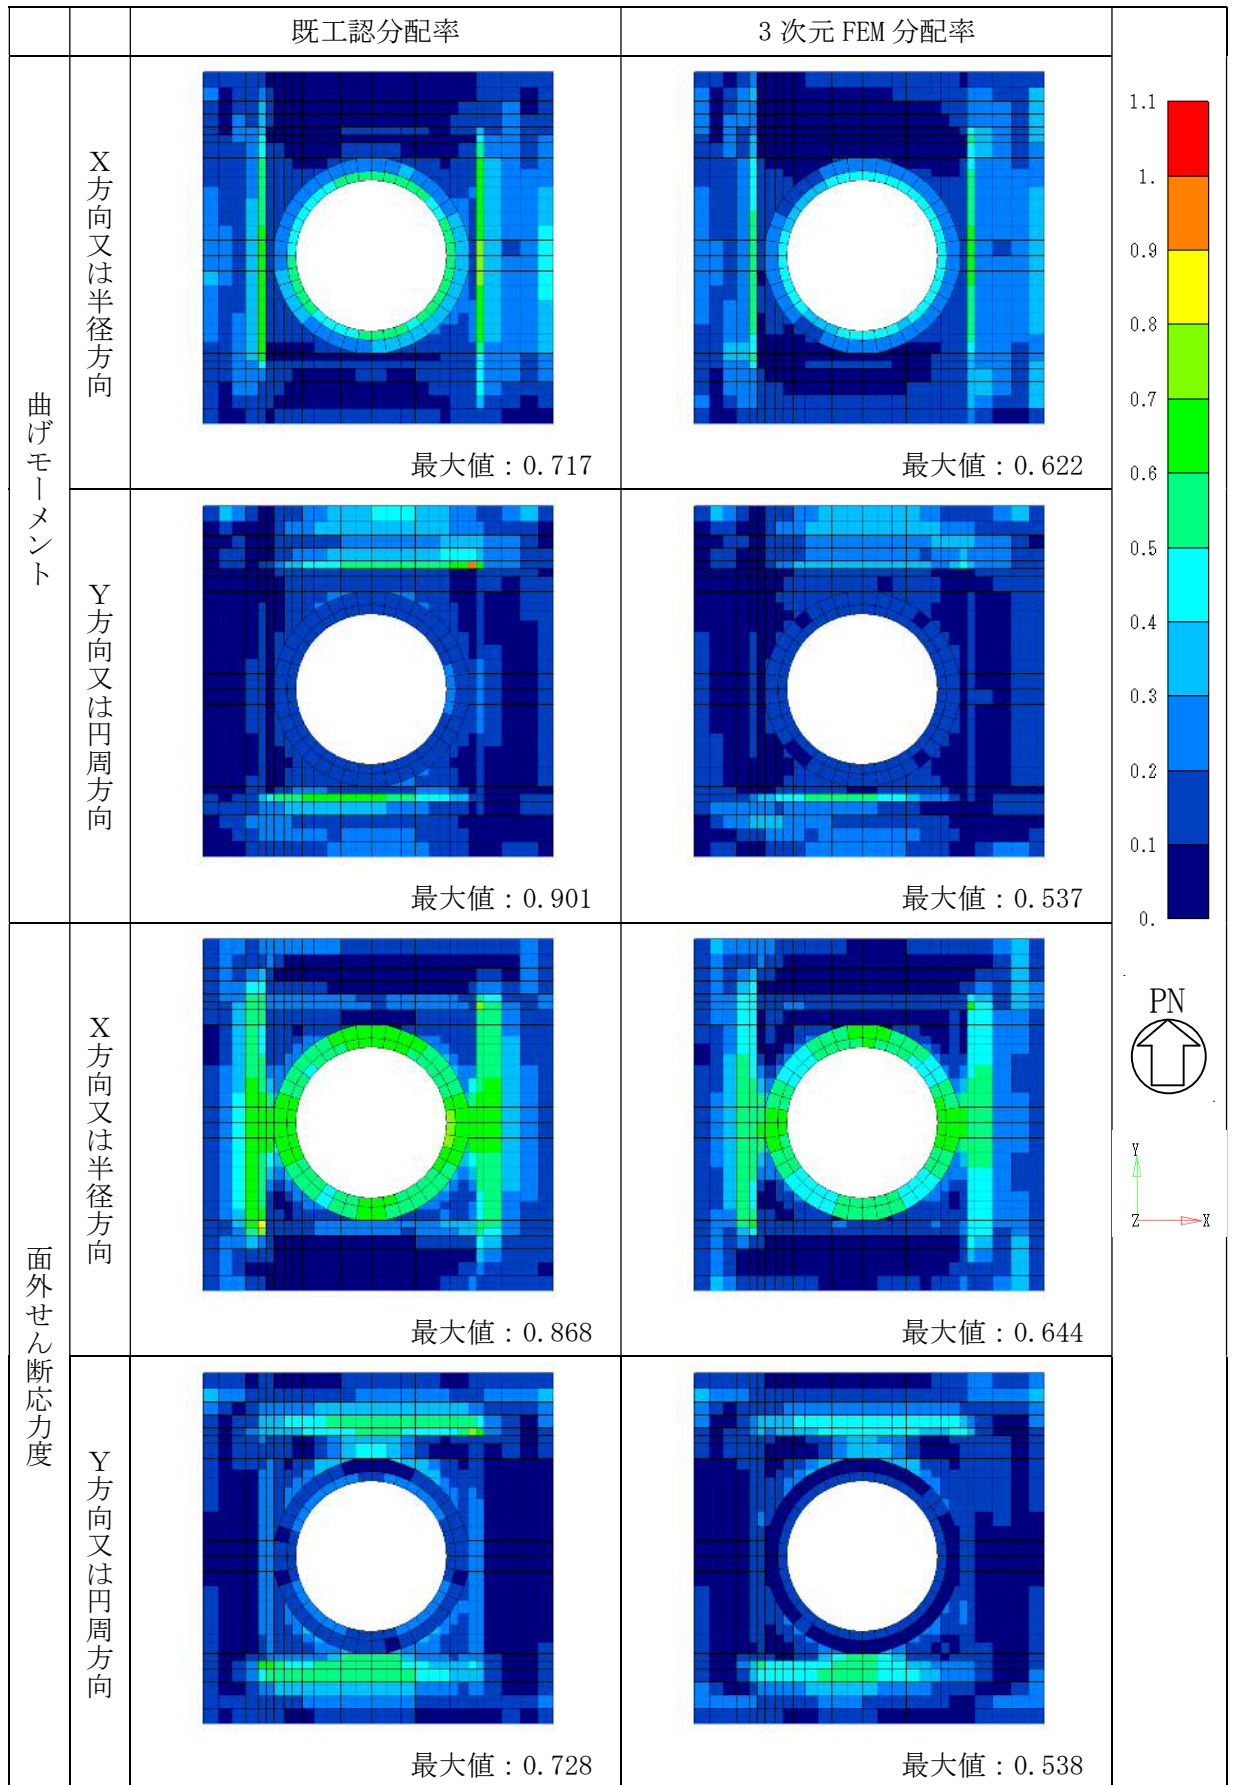 既工認分配率
3次元 FEM 分配率
曲げモーメント
X方向又は半径方向
最大値：0.717
最大値：0.622
Y方向又は円周方向
最大値：0.901
最大値：0.537
面外せん断応力度
X方向又は半径方向
最大値：0.868
最大値：0.644
Y方向又は円周方向
最大値：0.728
最大値：0.538
1.1
1.
0.9
0.8
0.7
0.6
0.5
0.4
0.3
0.2
0.1
0.
PN
Y
Z
X